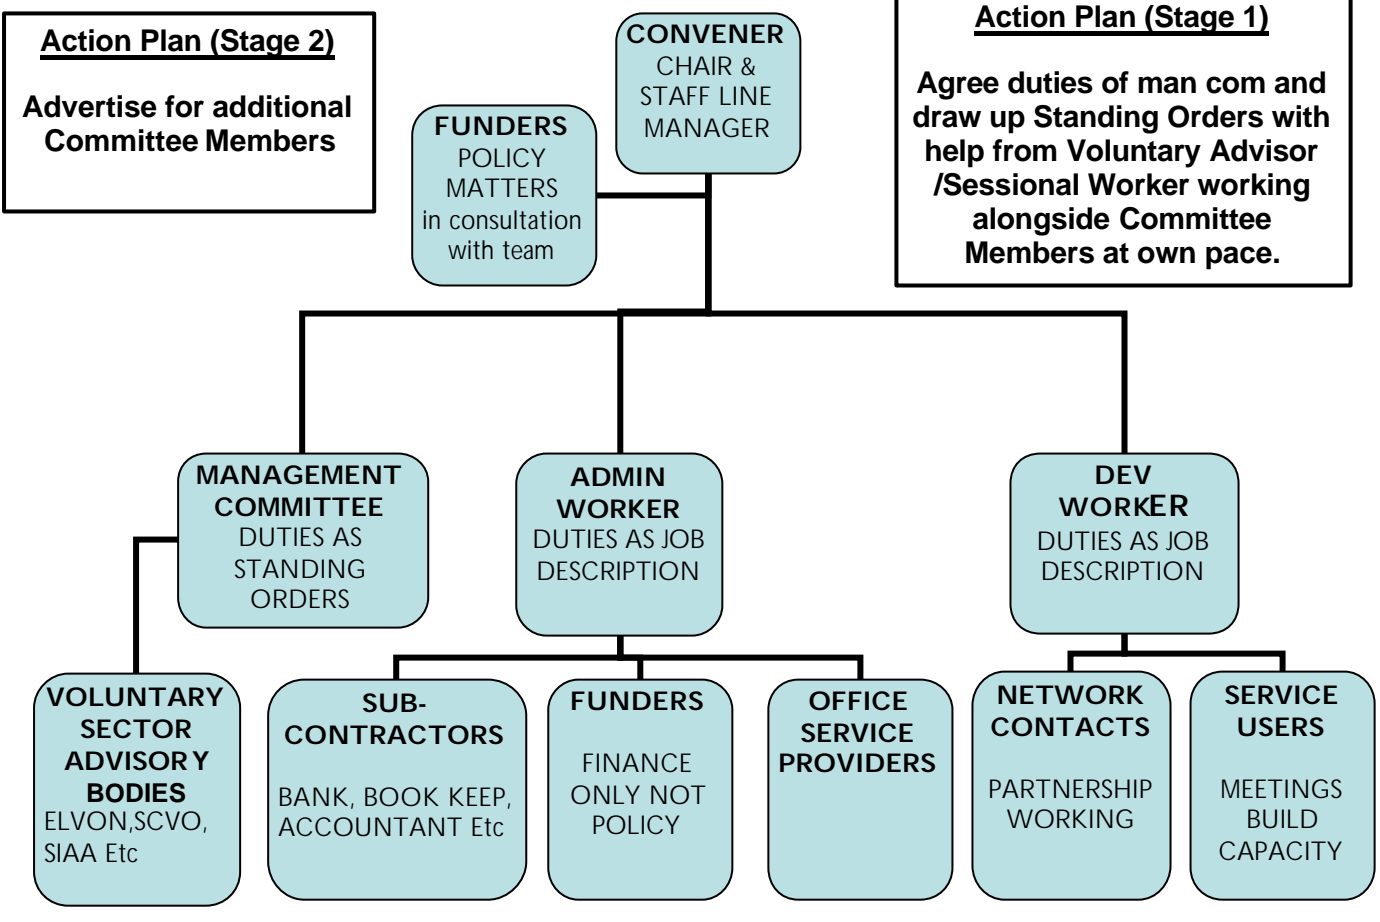 Action Plan (Stage 2)
Advertise for additional
Committee Members
CONVENER
CHAIR &
STAFF LINE
MANAGER
FUNDERS
POLICY
MATTERS
in consultation
with team
Action Plan (Stage 1)
Agree duties of man com and
draw up Standing Orders with
help from Voluntary Advisor
/Sessional Worker working
alongside Committee
Members at own pace.
MANAGEMENT
COMMITTEE
DUTIES AS
STANDING
ORDERS
ADMIN
WORKER
DUTIES AS JOB
DESCRIPTION
DEV
WORKER
DUTIES AS JOB
DESCRIPTION
VOLUNTARY
SECTOR
ADVISORY
BODIES
ELVON,SCVO,
SIAA Etc
SUB-
CONTRACTORS
BANK, BOOK KEEP,
ACCOUNTANT Etc
FUNDERS
FINANCE
ONLY NOT
POLICY
OFFICE
SERVICE
PROVIDERS
NETWORK
CONTACTS
PARTNERSHIP
WORKING
SERVICE
USERS
MEETINGS
BUILD
CAPACITY